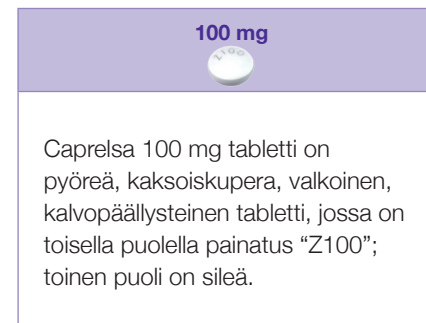 100 mg
Z100
Caprelsa 100 mg tabletti on
pyöreä, kaksoiskupera, valkoinen,
kalvopäällysteinen tabletti, jossa on
toisella puolella painatus “Z100”;
toinen puoli on sileä.